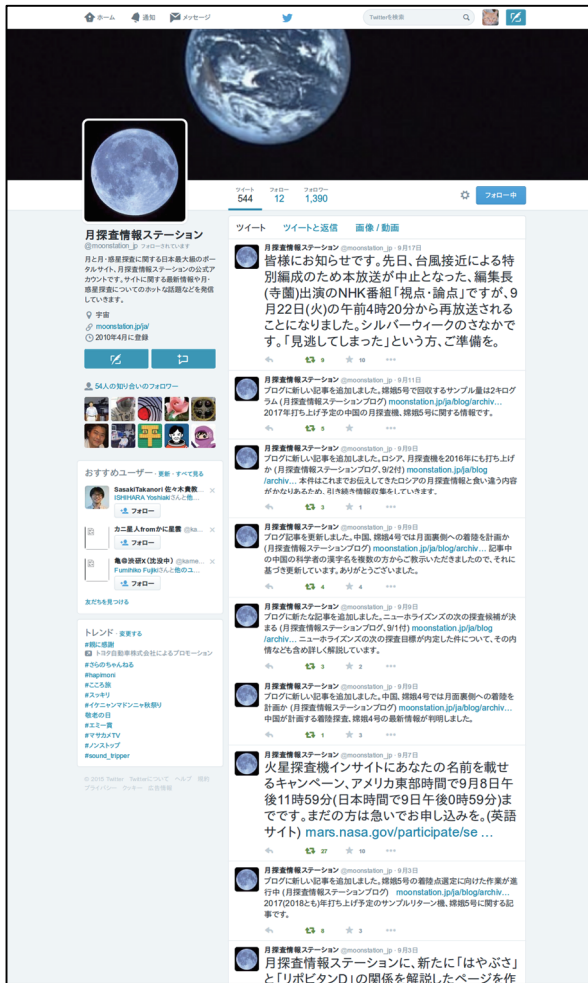 ホーム 通知 メッセージ Twitterを検索
ツイート フォロー フォロワー
544 12 1,390
フォロー中
月探査情報ステーション
@moonstation_jp フォローされています
月と月・惑星探査に関する日本最大級のポー
タルサイト、月探査情報ステーションの公式ア
カウントです。サイトに関する最新情報や月・
惑星探査についてのホットな話題などを発信
していきます。
宇宙
moonstation.jp/ja/
2010年4月に登録
54人の知り合いのフォロワー
おすすめユーザー · 更新 · すべて見る
SasakiTakanori 佐々木貴教...
ISHIHARA Yoshiakiさんと他...
フォロー
カニ星人fromかに星雲 @ka...
フォロー
亀@渋研X (沈没中) @kame...
Fumihiko Fujikiさんと他のユ...
フォロー
友だちを見つける
トレンド · 変更する
#親に感謝
トヨタ自動車株式会社によるプロモーション
#さらのちゃんねる
#hapimoni
#こころ旅
#スッキリ
#イケニャンマドンニャ秋祭り
敬老の日
#エミー賞
#マサカメTV
#ノンストップ
#sound_tripper
© 2015 Twitter Twitterについて ヘルプ 規約
プライバシー クッキー 広告情報
ツイート ツイートと返信 画像 / 動画
月探査情報ステーション @moonstation_jp · 9月17日
皆様にお知らせです。先日、台風接近による特
別編成のため本放送が中止となった、編集長
(寺薗)出演のNHK番組「視点・論点」ですが、9
月22日(火)の午前4時20分から再放送される
ことになりました。シルバーウィークのさなかで
す。「見逃してしまった」という方、ご準備を。
9 10
月探査情報ステーション @moonstation_jp · 9月11日
ブログに新しい記事を追加しました。嫦娥5号で回収するサンプル量は2キログ
ラム (月探査情報ステーションブログ) moonstation.jp/ja/blog/archiv…
2017年打ち上げ予定の中国の月探査機、嫦娥5号に関する情報です。
5
月探査情報ステーション @moonstation_jp · 9月9日
ブログに新しい記事を追加しました。ロシア、月探査機を2016年にも打ち上げ
か (月探査情報ステーションブログ、9/2付) moonstation.jp/ja/blog
/archiv… 本件はこれまでお伝えしてきたロシアの月探査情報と食い違う内容
がかなりあるため、引き続き情報収集をしていきます。
3 1
月探査情報ステーション @moonstation_jp · 9月9日
ブログ記事を更新しました。中国、嫦娥4号では月面裏側への着陸を計画か
(月探査情報ステーションブログ) moonstation.jp/ja/blog/archiv… 記事中
の中国の科学者の漢字名を複数の方からご教示いただきましたので、それに
基づき更新しています。ありがとうございました。
4 4
月探査情報ステーション @moonstation_jp · 9月9日
ブログに新たな記事を追加しました。ニューホライズンズの次の探査候補が決
まる (月探査情報ステーションブログ、9/1付) moonstation.jp/ja/blog
/archiv… ニューホライズンズの次の探査目標が内定した件について、その内
情なども含め詳しく解説しています。
3 2
月探査情報ステーション @moonstation_jp · 9月9日
ブログに新しい記事を追加しました。中国、嫦娥4号では月面裏側への着陸を
計画か (月探査情報ステーションブログ) moonstation.jp/ja/blog/archiv…
中国が計画する着陸探査、嫦娥4号の最新情報が判明しました。
1 3
月探査情報ステーション @moonstation_jp · 9月7日
火星探査機インサイトにあなたの名前を載せ
るキャンペーン、アメリカ東部時間で9月8日午
後11時59分(日本時間で9日午後0時59分)ま
でです。まだの方は急いでお申し込みを。(英語
サイト) mars.nasa.gov/participate/se …
27 10
月探査情報ステーション @moonstation_jp · 9月3日
ブログに新しい記事を追加しました。嫦娥5号の着陸点選定に向けた作業が進
行中 (月探査情報ステーションブログ) moonstation.jp/ja/blog/archiv…
2017(2018とも)年打ち上げ予定のサンプルリターン機、嫦娥5号に関する記
事です。
8 3
月探査情報ステーション @moonstation_jp · 9月3日
月探査情報ステーションに、新たに「はやぶさ」
と「リポビタンD」の関係を解説したページを作